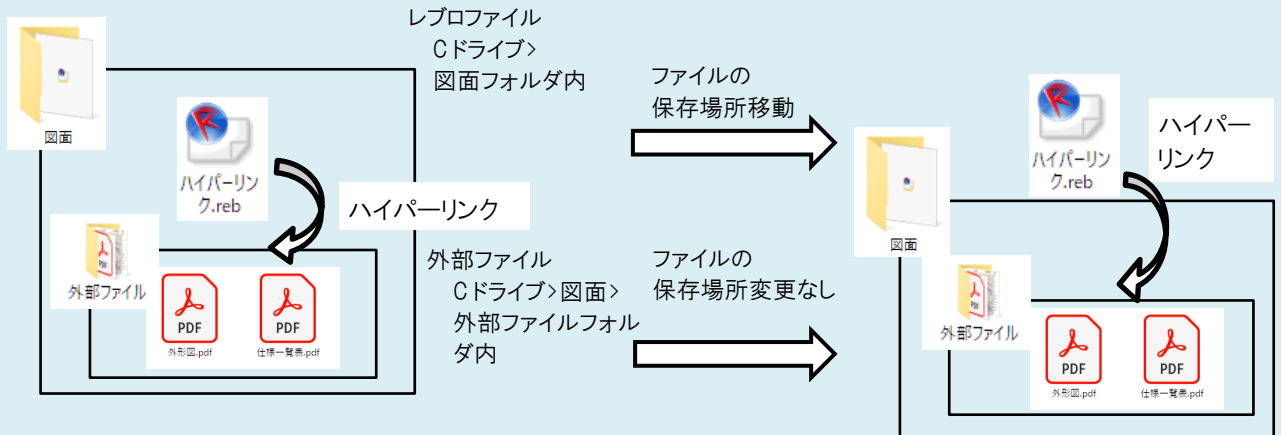 レブロファイル
Cドライブ>
図面フォルダ内
図面
ハイパーリン
ク.reb
ハイパーリンク
外部ファイル
PDF
PDF
外形図.pdf
仕様一覧表.pdf
外部ファイル
Cドライブ>図面>
外部ファイルフォル
ダ内
ファイルの
保存場所移動
ファイルの
保存場所変更なし
ハイパーリン
ク.reb
ハイパー
リンク
図面
外部ファイル
PDF
PDF
外形図.pdf
仕様一覧表.pdf